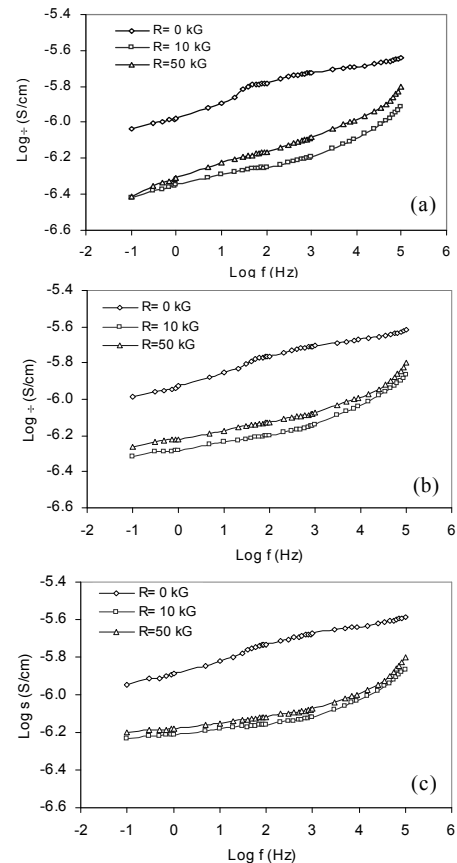 -5.4
R= 0 kG
R= 10 kG
R=50 kG
-5.6
-5.8
-6.0
-6.2
-6.4
-6.6
Log ÷ (S/cm)
(a)
-2 -1 0 1 2 3 4 5 6
Log f (Hz)
-5.4
R= 0 kG
R= 10 kG
R=50 kG
-5.6
-5.8
-6.0
-6.2
-6.4
-6.6
Log ÷ (S/cm)
(b)
-2 -1 0 1 2 3 4 5 6
Log f (Hz)
-5.4
R= 0 kG
R= 10 kG
R=50 kG
-5.6
-5.8
-6.0
-6.2
-6.4
-6.6
Log s (S/cm)
(c)
-2 -1 0 1 2 3 4 5 6
Log f (Hz)